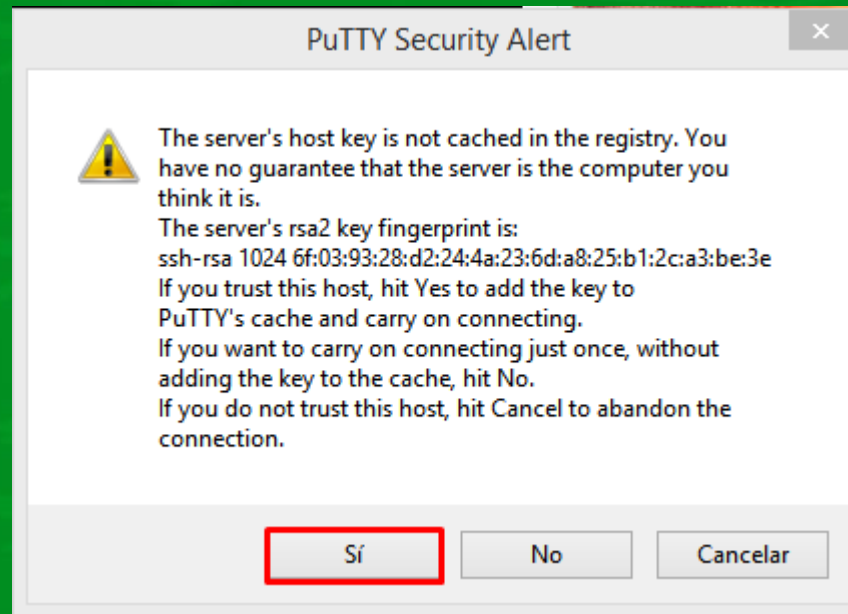 PuTTY Security Alert
The server's host key is not cached in the registry. You
have no guarantee that the server is the computer you
think it is.
The server's rsa2 key fingerprint is:
ssh-rsa 1024 6f:03:93:28:d2:24:4a:23:6d:a8:25:b1:2c:a3:be:3e
If you trust this host, hit Yes to add the key to
PuTTY's cache and carry on connecting.
If you want to carry on connecting just once, without
adding the key to the cache, hit No.
If you do not trust this host, hit Cancel to abandon the
connection.
Sí No Cancelar